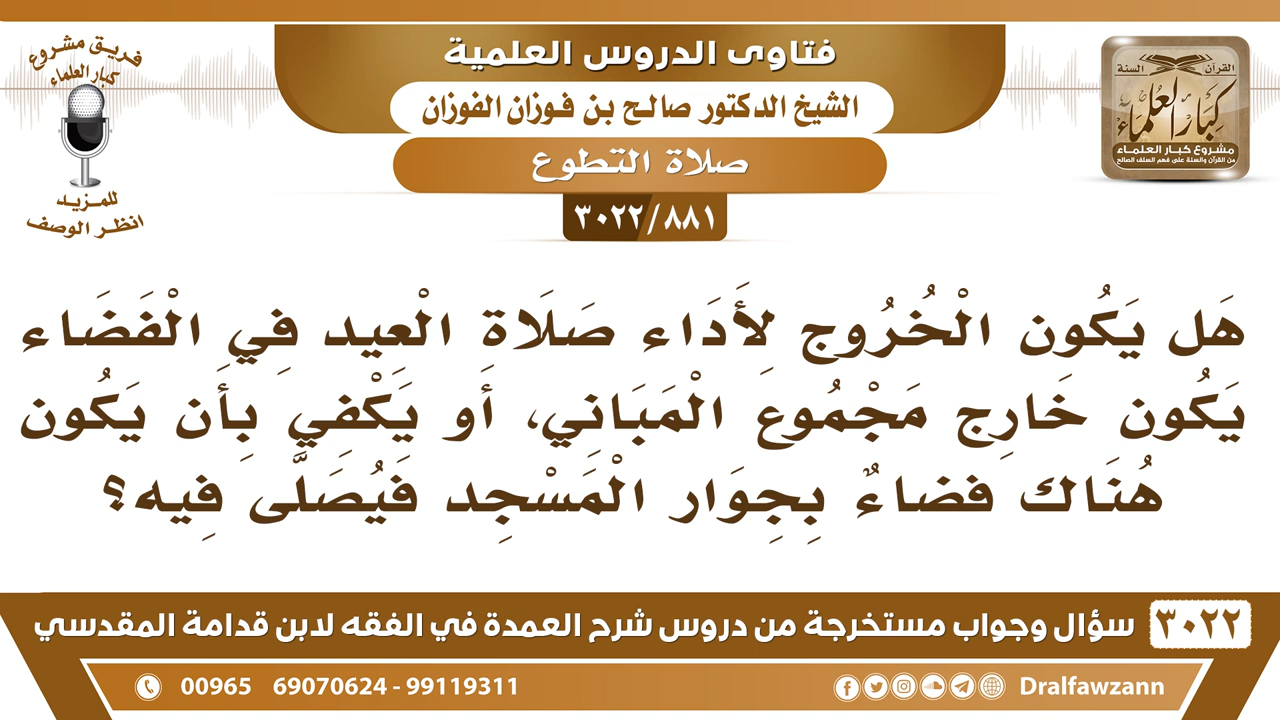 فريق مشروع
كبار العلماء
للمزيد
انظر الوصف
فتاوى الدروس العلمية
الشيخ الدكتور صالح بن فوزان الفوزان
صلاة التطوع
٣٠٢٢/٨٨١
القرآن السنة
كبار العلماء
مشروع كبار العلماء
من القرآن والسنة على فهم السلف الصالح
هَل يَكُون الْخُرُوج لِأَدَاء صَلَاة الْعِيد فِي الْفَضَاء
يَكُون خَارِج مَجْمُوعَ الْمَبَانِي، أَو يَكْفِي بِأَن يَكُون
هُنَاك فضاءٌ بِجِوَار الْمَسْجِد فَيُصَلَّى فِيه؟
٣٠٢٢ سؤال وجواب مستخرجة من دروس شرح العمدة في الفقه لابن قدامة المقدسي
00965 69070624 - 99119311
Dralfawzann